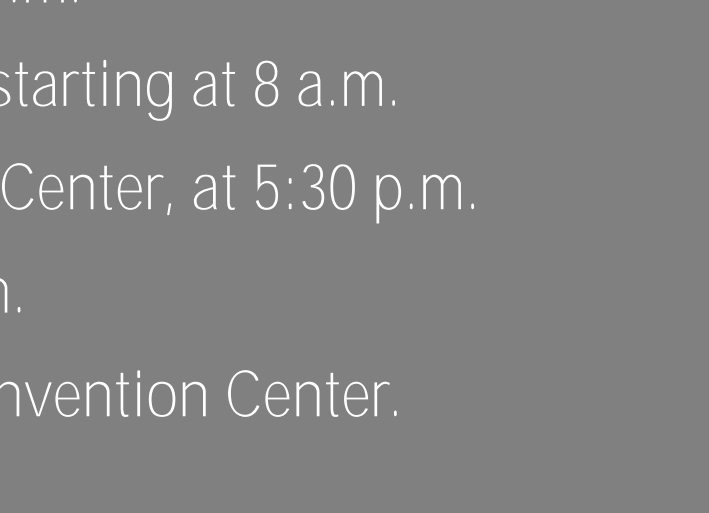 starting at 8 a.m.
Center, at 5:30 p.m.
nvention Center.